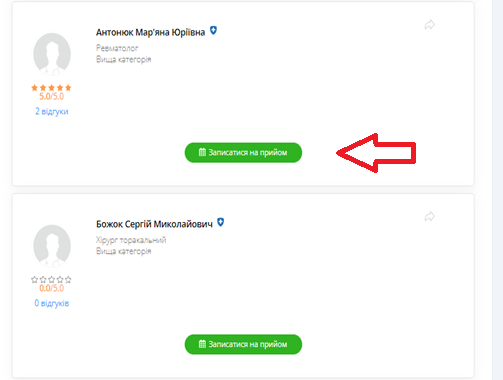 Антонюк Мар'яна Юріївна
Ревматолог
Вища категорія
5.0/5.0
2 відгуки
Записатися на прийом
Божок Сергій Миколайович
Хірург торакальний
Вища категорія
0.0/5.0
0 відгуків
Записатися на прийом